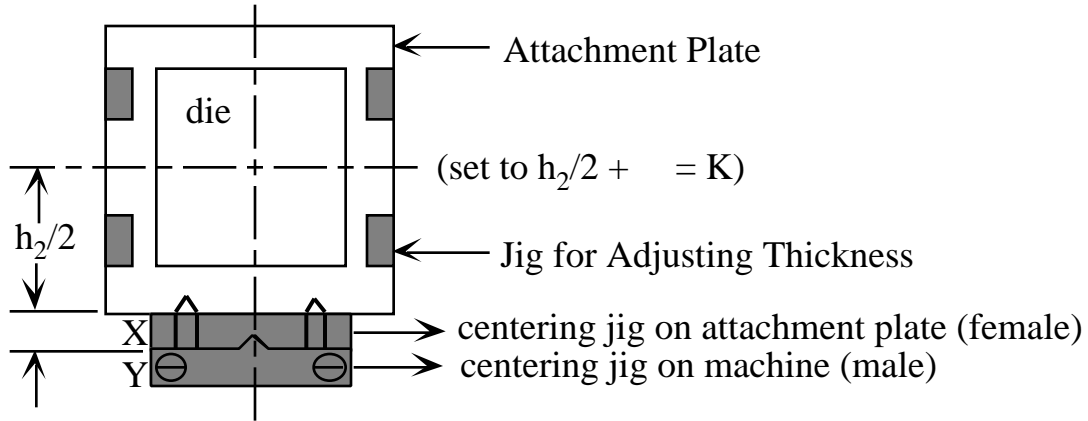 Attachment Plate
die
(set to h₂/2 +    = K)
h₂/2
Jig for Adjusting Thickness
X
centering jig on attachment plate (female)
Y
centering jig on machine (male)